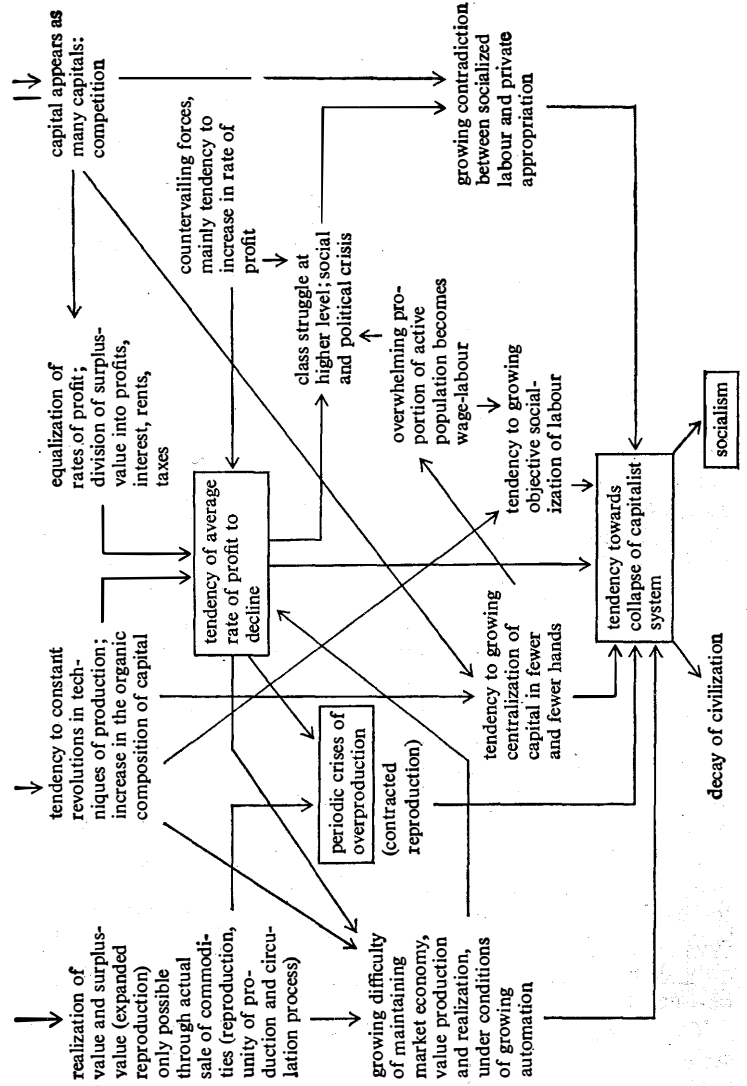 realization of
value and surplus-
value (expanded
reproduction)
only possible
through actual
sale of commodi-
ties (reproduction,
unity of pro-
duction and circu-
lation process)
tendency to constant
revolutions in tech-
niques of production;
increase in the organic
composition of capital
equalization of
rates of profit;
division of surplus-
value into profits,
interest, rents,
taxes
capital appears as
many capitals:
competition
tendency of average
rate of profit to
decline
countervailing forces,
mainly tendency to
increase in rate of
profit
periodic crises of
overproduction
(contracted
reproduction)
class struggle at
higher level; social
and political crisis
growing difficulty
of maintaining
market economy,
value production
and realization,
under conditions
of growing
automation
overwhelming pro-
portion of active
population becomes
wage-labour
growing contradiction
between socialized
labour and private
appropriation
tendency to growing
centralization of
capital in fewer
and fewer hands
tendency to growing
objective social-
ization of labour
tendency towards
collapse of capitalist
system
decay of civilization
socialism